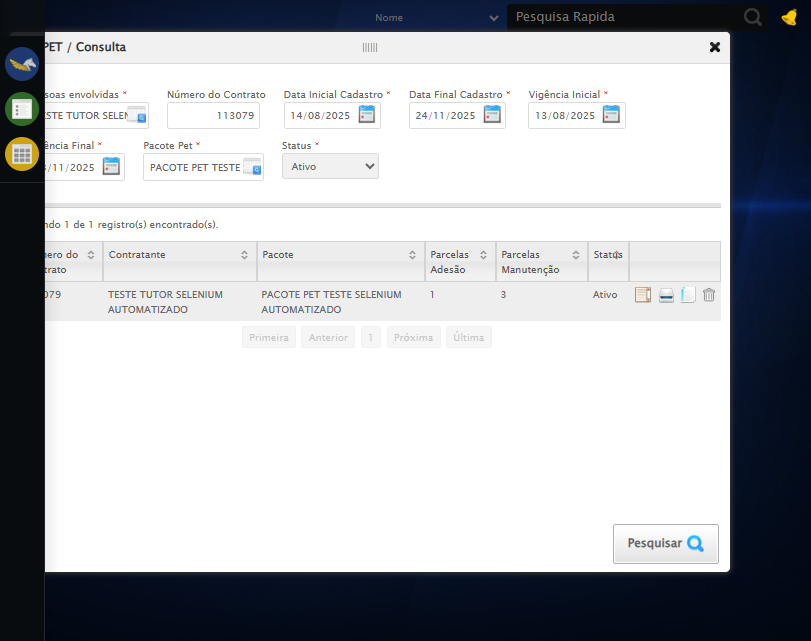 Nome
Pesquisa Rapida
PET / Consulta
soas envolvidas *
Número do Contrato
Data Inicial Cadastro *
Data Final Cadastro *
Vigência Inicial *
STE TUTOR SELEN
113079
14/08/2025
24/11/2025
13/08/2025
ência Final *
Pacote Pet *
Status *
/11/2025
PACOTE PET TESTE
Ativo
ndo 1 de 1 registro(s) encontrado(s).
ero do
trato
Contratante
Pacote
Parcelas
Adesão
Parcelas
Manutenção
Status
079
TESTE TUTOR SELENIUM
AUTOMATIZADO
PACOTE PET TESTE SELENIUM
AUTOMATIZADO
1
3
Ativo
Primeira
Anterior
1
Próxima
Última
Pesquisar